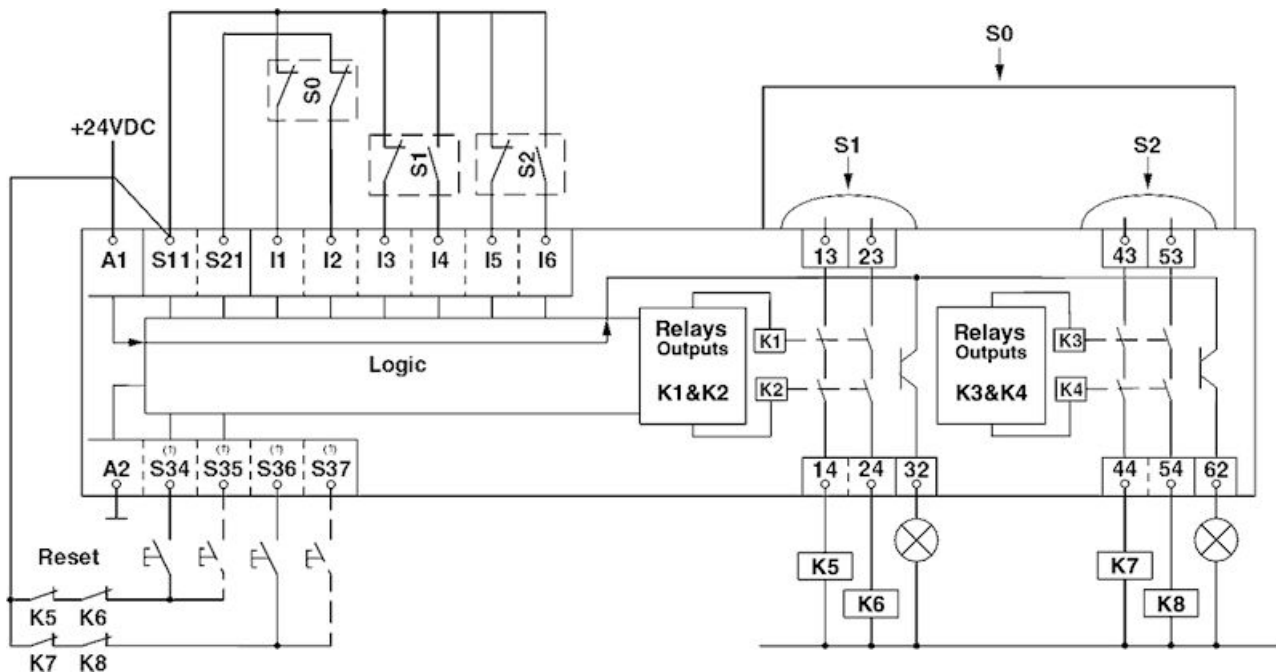 S0
S0
+24VDC
S1
S2
S1
S2
A1 S11 S21 I1 I2 I3 I4 I5 I6
13 23
43 53
Relays
Outputs
K1&K2
K1
K2
Relays
Outputs
K3&K4
K3
K4
Logic
A2 S34 S35 S36 S37
14 24 32
44 54 62
Reset
K5
K6
K7
K8
K5 K6
K7 K8